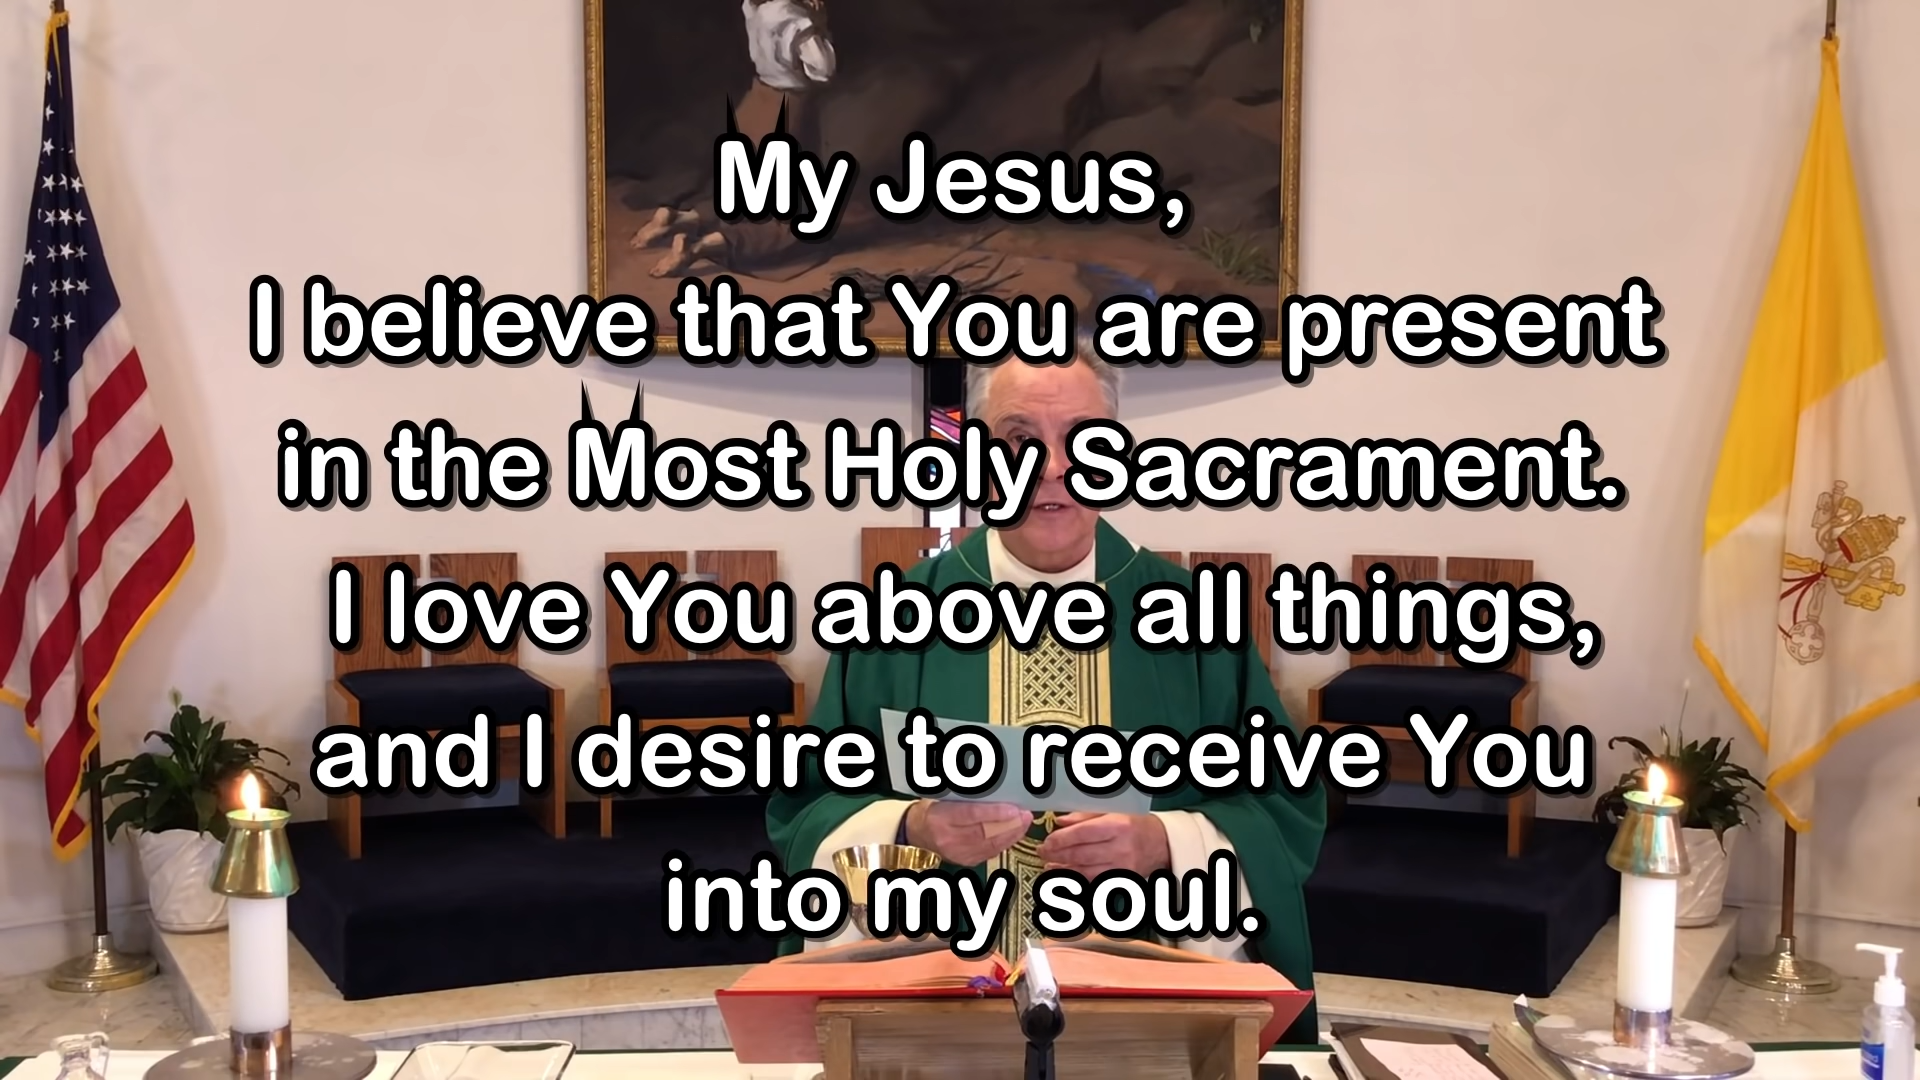 My Jesus,
I believe that You are present
in the Most Holy Sacrament.
I love You above all things,
and I desire to receive You
into my soul.